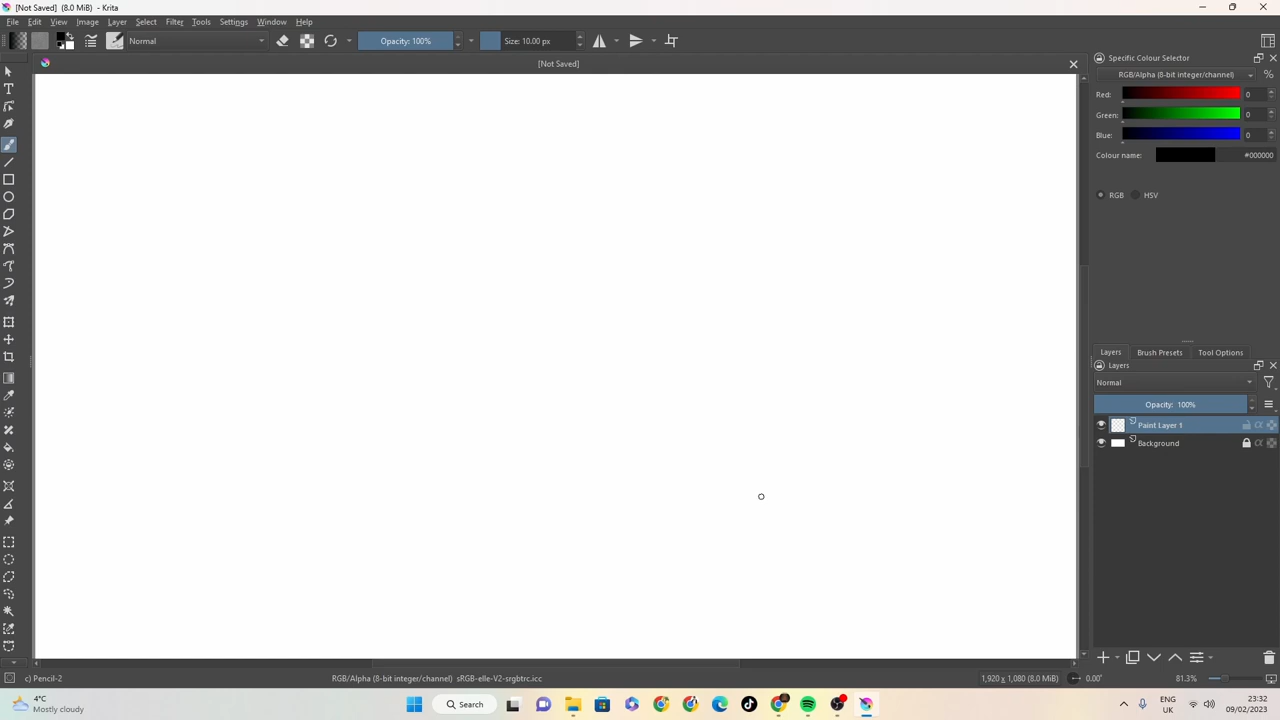 [Not Saved] (8.0 MiB) - Krita
File Edit View Image Layer Select Filter Tools Settings Window Help
Normal Opacity: 100% Size: 10.00 px
[Not Saved]
Specific Colour Selector
RGB/Alpha (8-bit integer/channel) %
Red: 0
Green: 0
Blue: 0
Colour name: #000000
RGB HSV
Layers Brush Presets Tool Options
Layers
Normal
Opacity: 100%
Paint Layer 1
Background
c) Pencil-2 RGB/Alpha (8-bit integer/channel) sRGB-elle-V2-srgbtrc.icc 1,920 x 1,080 (8.0 MiB) 0.00° 81.3%
4°C
Mostly cloudy
Search
ENG
UK
23:32
09/02/2023